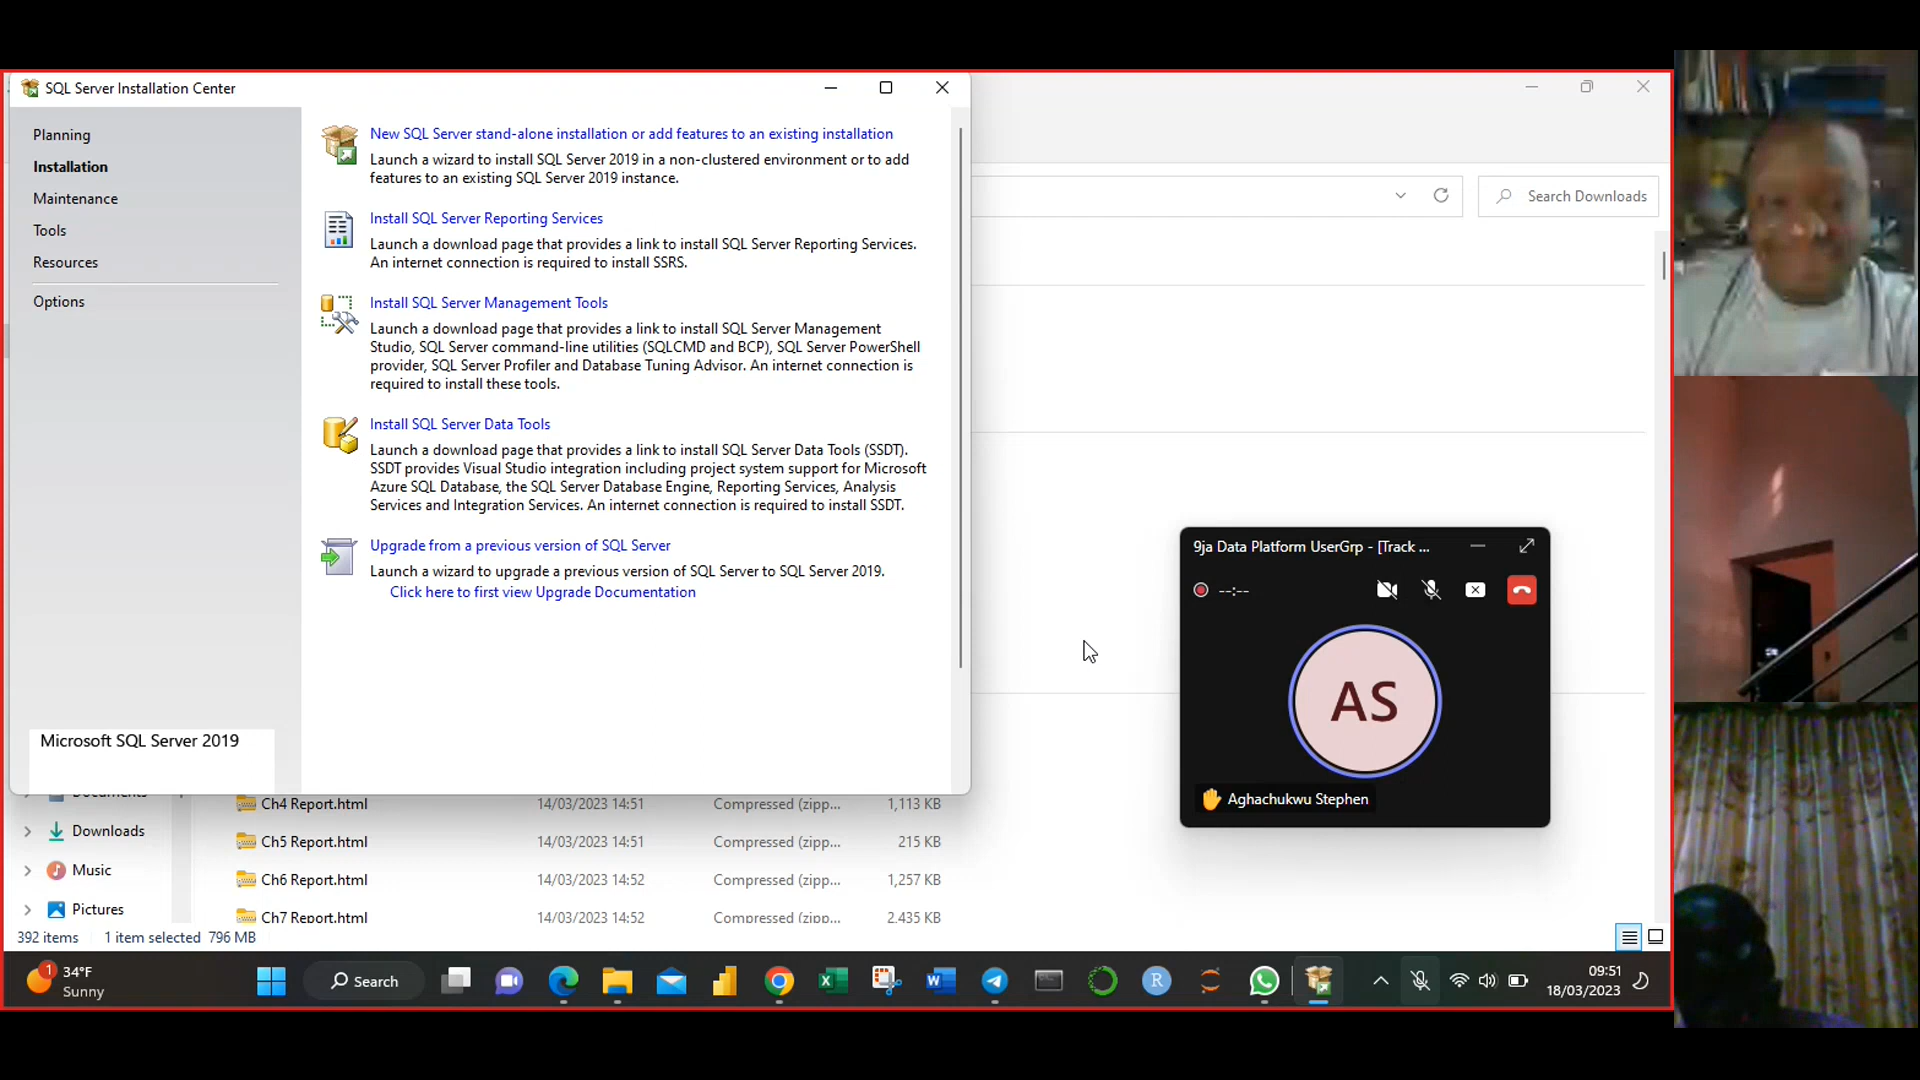 SQL Server Installation Center
Planning
Installation
Maintenance
Tools
Resources
Options
Microsoft SQL Server 2019
New SQL Server stand-alone installation or add features to an existing installation
Launch a wizard to install SQL Server 2019 in a non-clustered environment or to add
features to an existing SQL Server 2019 instance.
Install SQL Server Reporting Services
Launch a download page that provides a link to install SQL Server Reporting Services.
An internet connection is required to install SSRS.
Install SQL Server Management Tools
Launch a download page that provides a link to install SQL Server Management
Studio, SQL Server command-line utilities (SQLCMD and BCP), SQL Server PowerShell
provider, SQL Server Profiler and Database Tuning Advisor. An internet connection is
required to install these tools.
Install SQL Server Data Tools
Launch a download page that provides a link to install SQL Server Data Tools (SSDT).
SSDT provides Visual Studio integration including project system support for Microsoft
Azure SQL Database, the SQL Server Database Engine, Reporting Services, Analysis
Services and Integration Services. An internet connection is required to install SSDT.
Upgrade from a previous version of SQL Server
Launch a wizard to upgrade a previous version of SQL Server to SQL Server 2019.
Click here to first view Upgrade Documentation
Search Downloads
9ja Data Platform UserGrp - [Track ...
--:--
AS
Aghachukwu Stephen
Documents
Downloads
Music
Pictures
Ch4 Report.html 14/03/2023 14:51 Compressed (zipp... 1,113 KB
Ch5 Report.html 14/03/2023 14:51 Compressed (zipp... 215 KB
Ch6 Report.html 14/03/2023 14:52 Compressed (zipp... 1,257 KB
Ch7 Report.html 14/03/2023 14:52 Compressed (zipp... 2,435 KB
392 items 1 item selected 796 MB
1
34°F
Sunny
Search
09:51
18/03/2023